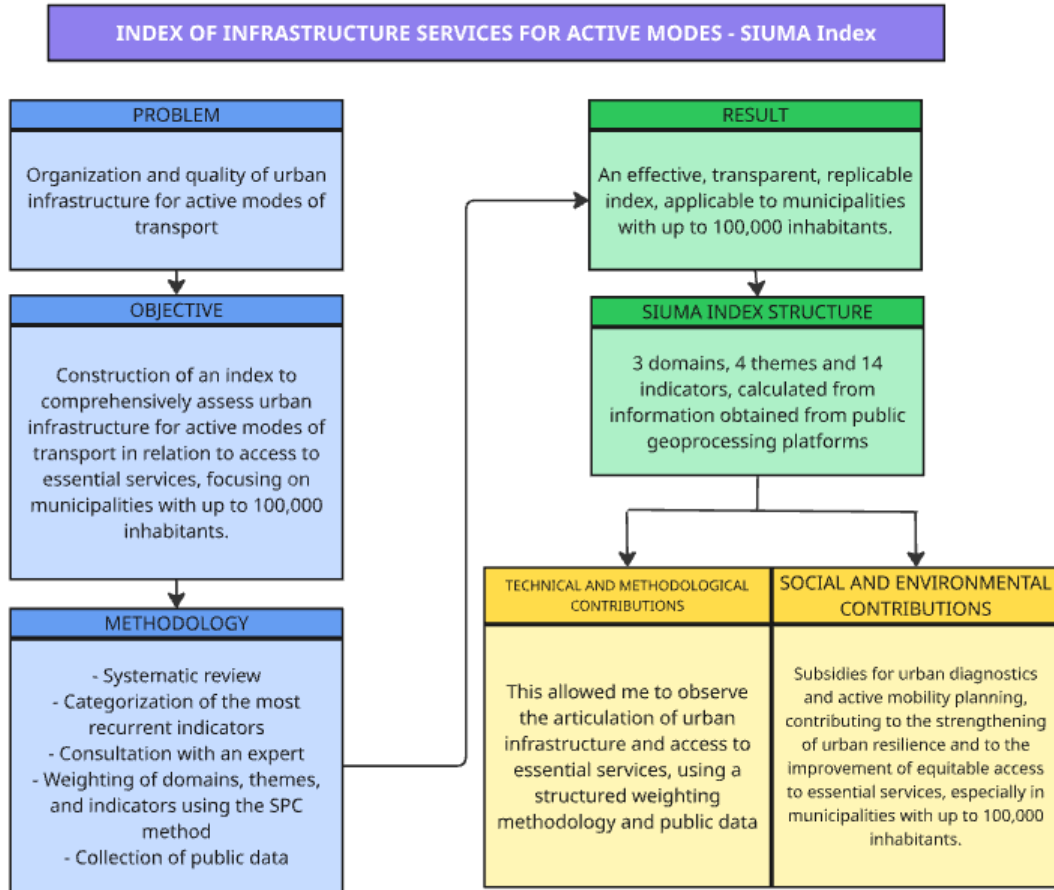 INDEX OF INFRASTRUCTURE SERVICES FOR ACTIVE MODES - SIUMA Index
PROBLEM
Organization and quality of urban
infrastructure for active modes of
transport
OBJECTIVE
Construction of an index to
comprehensively assess urban
infrastructure for active modes of
transport in relation to access to
essential services, focusing on
municipalities with up to 100,000
inhabitants.
METHODOLOGY
- Systematic review
- Categorization of the most
recurrent indicators
- Consultation with an expert
- Weighting of domains, themes,
and indicators using the SPC
method
- Collection of public data
RESULT
An effective, transparent, replicable
index, applicable to municipalities
with up to 100,000 inhabitants.
SIUMA INDEX STRUCTURE
3 domains, 4 themes and 14
indicators, calculated from
information obtained from public
geoprocessing platforms
TECHNICAL AND METHODOLOGICAL
CONTRIBUTIONS
This allowed me to observe
the articulation of urban
infrastructure and access to
essential services, using a
structured weighting
methodology and public data
SOCIAL AND ENVIRONMENTAL
CONTRIBUTIONS
Subsidies for urban diagnostics
and active mobility planning,
contributing to the strengthening
of urban resilience and to the
improvement of equitable access
to essential services, especially in
municipalities with up to 100,000
inhabitants.